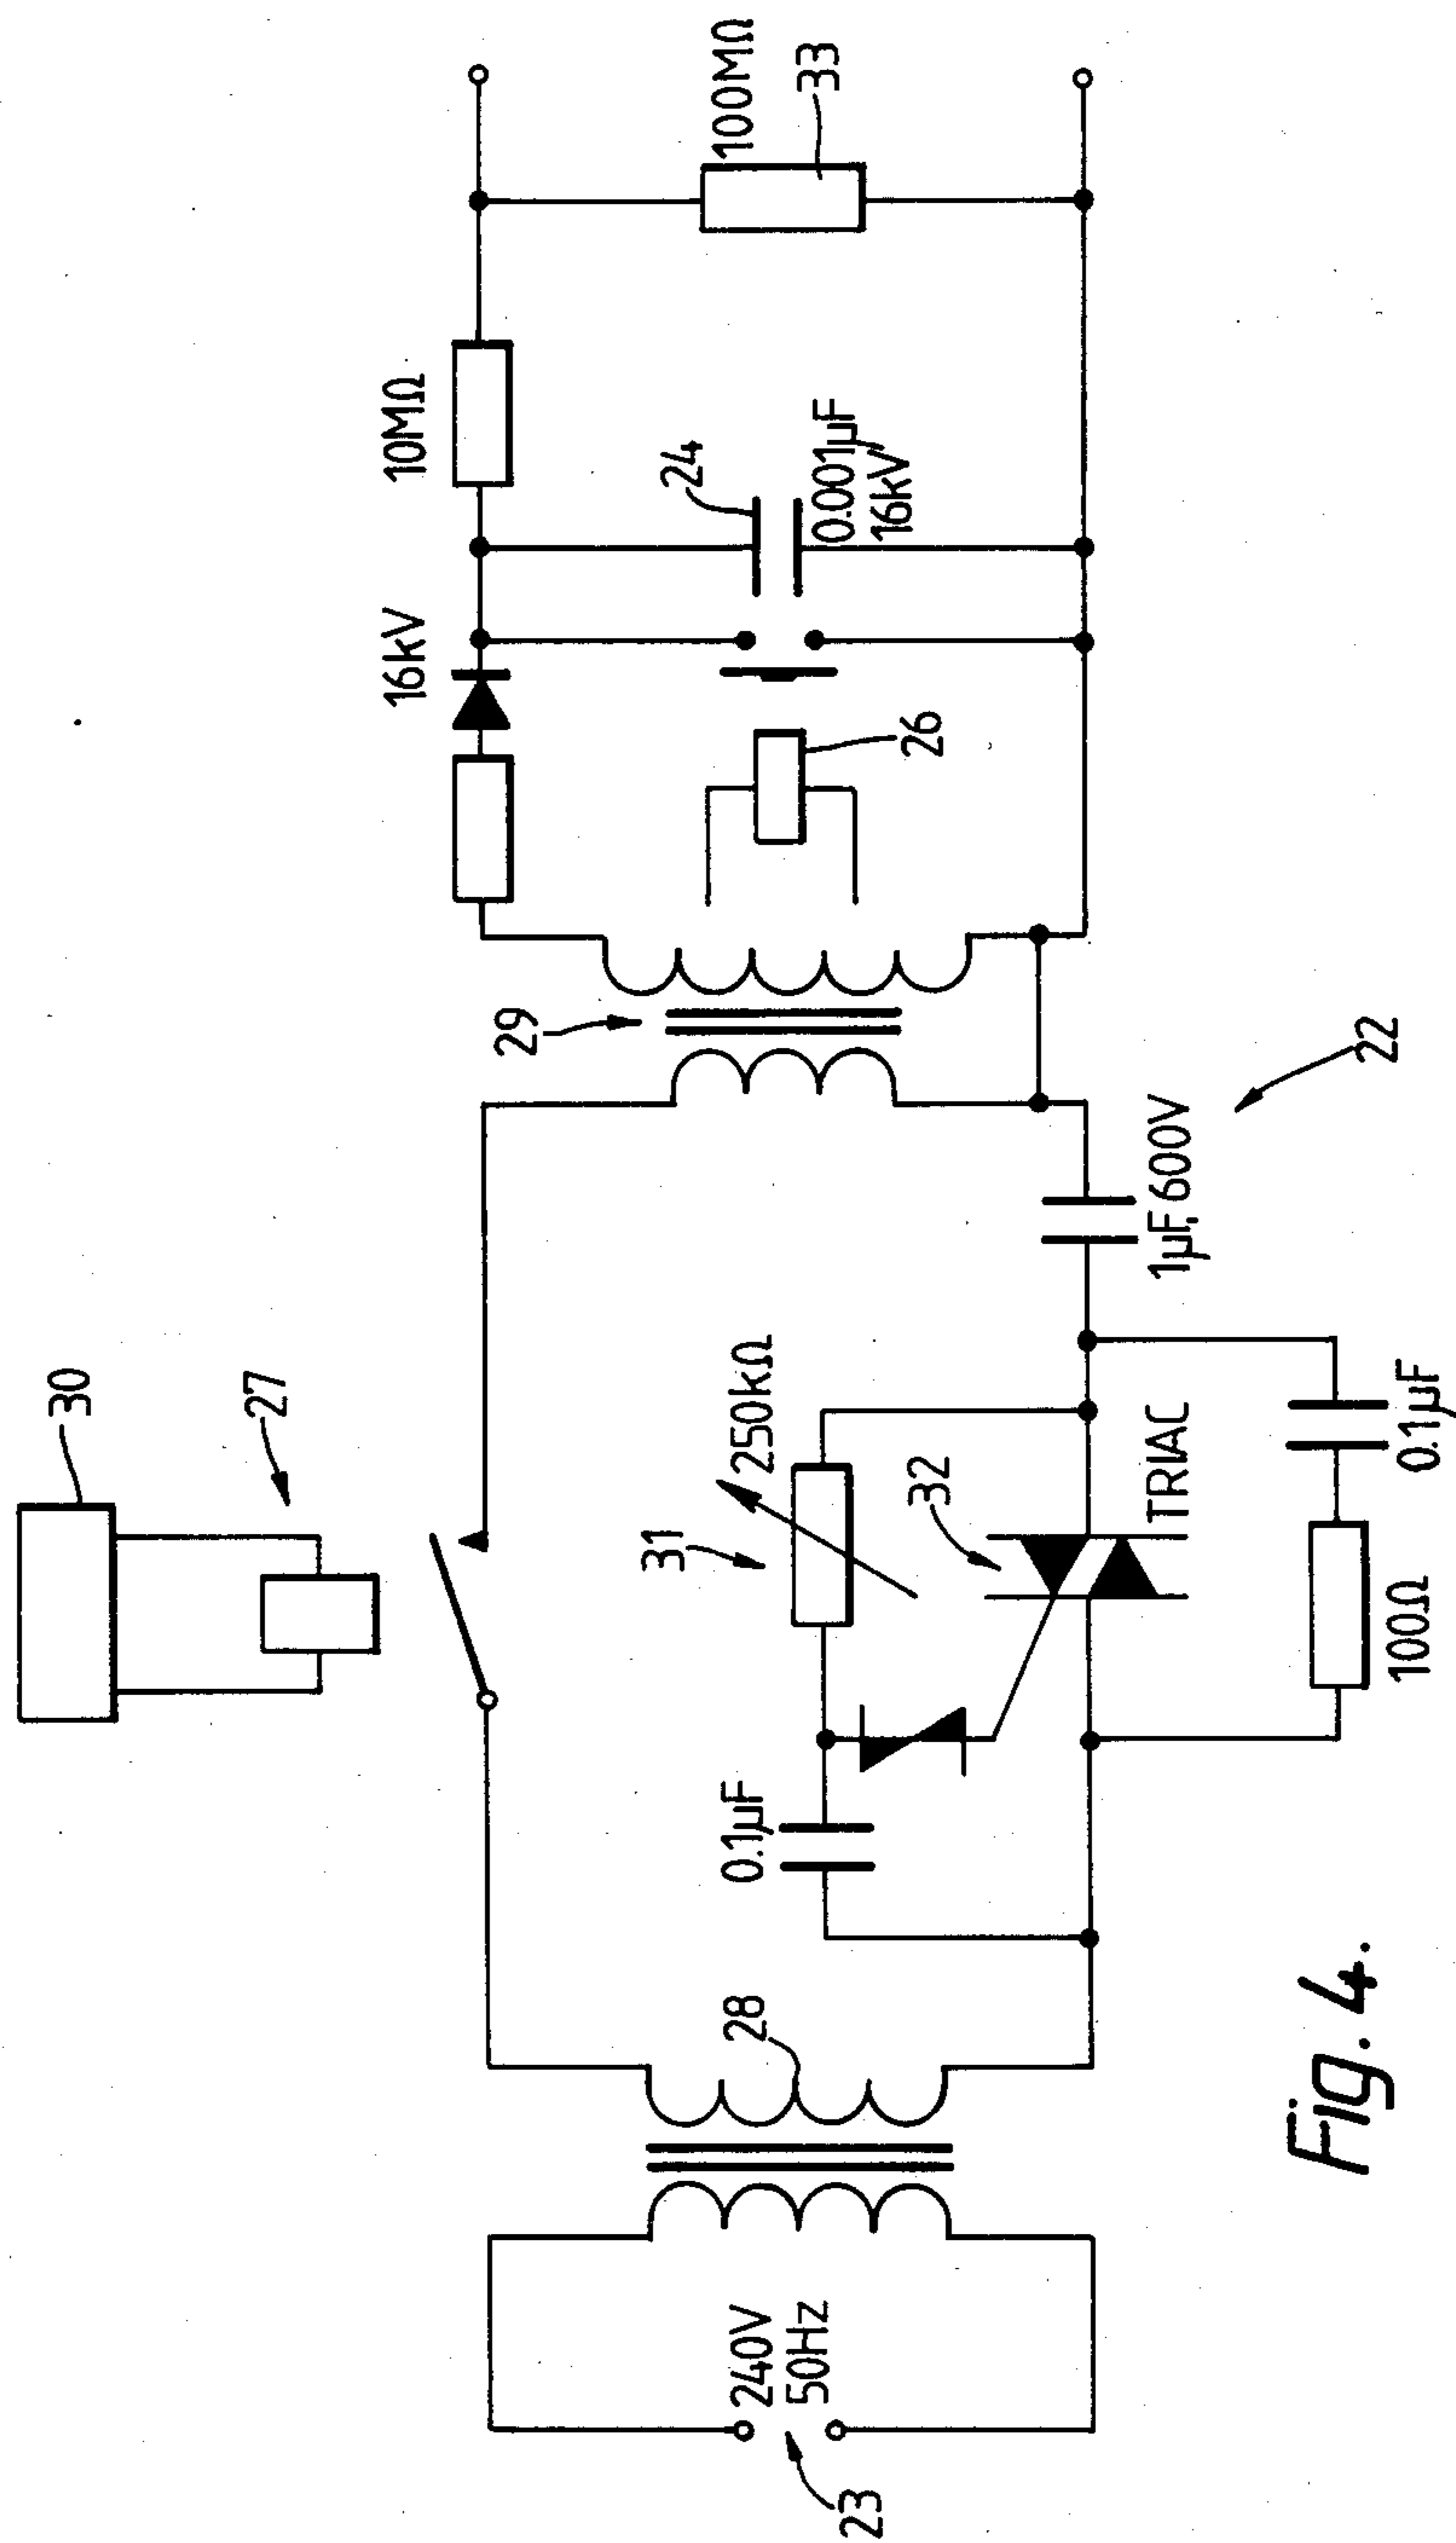 30
27
16kV
10MΩ
29
24
100MΩ
33
0.001µF
16kV
26
240V
50Hz
23
28
0.1µF
31
250kΩ
32
TRIAC
1µF, 600V
22
100Ω
0.1µF
Fig. 4.